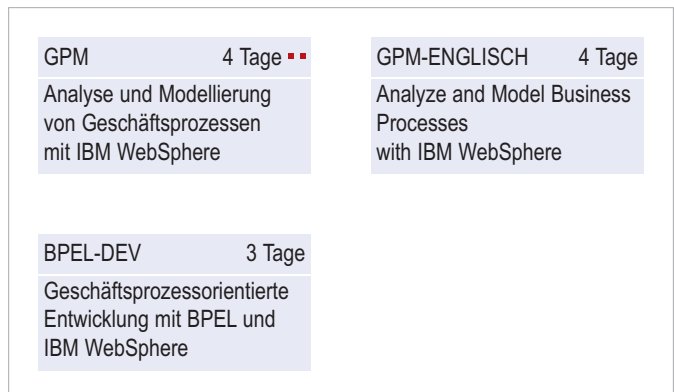 GPM 4 Tage
Analyse und Modellierung
von Geschäftsprozessen
mit IBM WebSphere
GPM-ENGLISCH 4 Tage
Analyze and Model Business
Processes
with IBM WebSphere
BPEL-DEV 3 Tage
Geschäftsprozessorientierte
Entwicklung mit BPEL und
IBM WebSphere